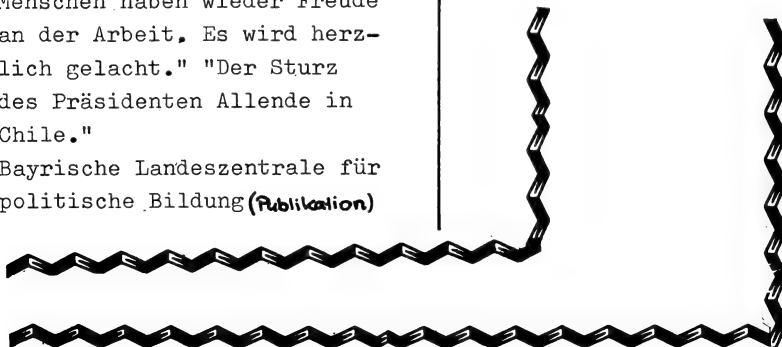 Menschen haben wieder Freude
an der Arbeit. Es wird herz-
lich gelacht." "Der Sturz
des Präsidenten Allende in
Chile."
Bayrische Landeszentrale für
politische Bildung (Publikation)